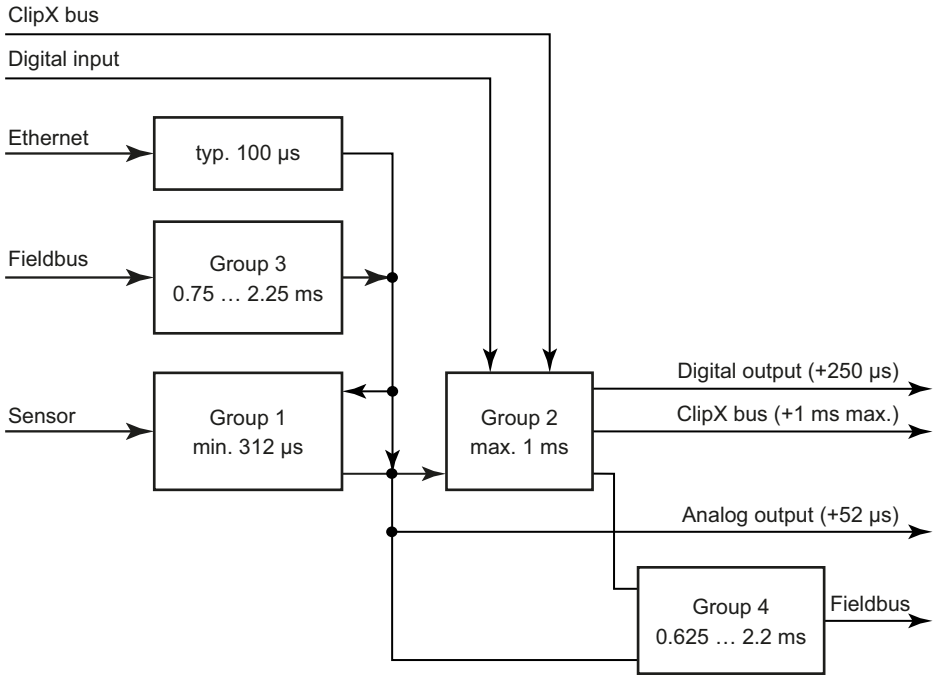 ClipX bus
Digital input
Ethernet
typ. 100 µs
Fieldbus
Group 3
0.75 … 2.25 ms
Sensor
Group 1
min. 312 µs
Group 2
max. 1 ms
Digital output (+250 µs)
ClipX bus (+1 ms max.)
Analog output (+52 µs)
Group 4
0.625 … 2.2 ms
Fieldbus